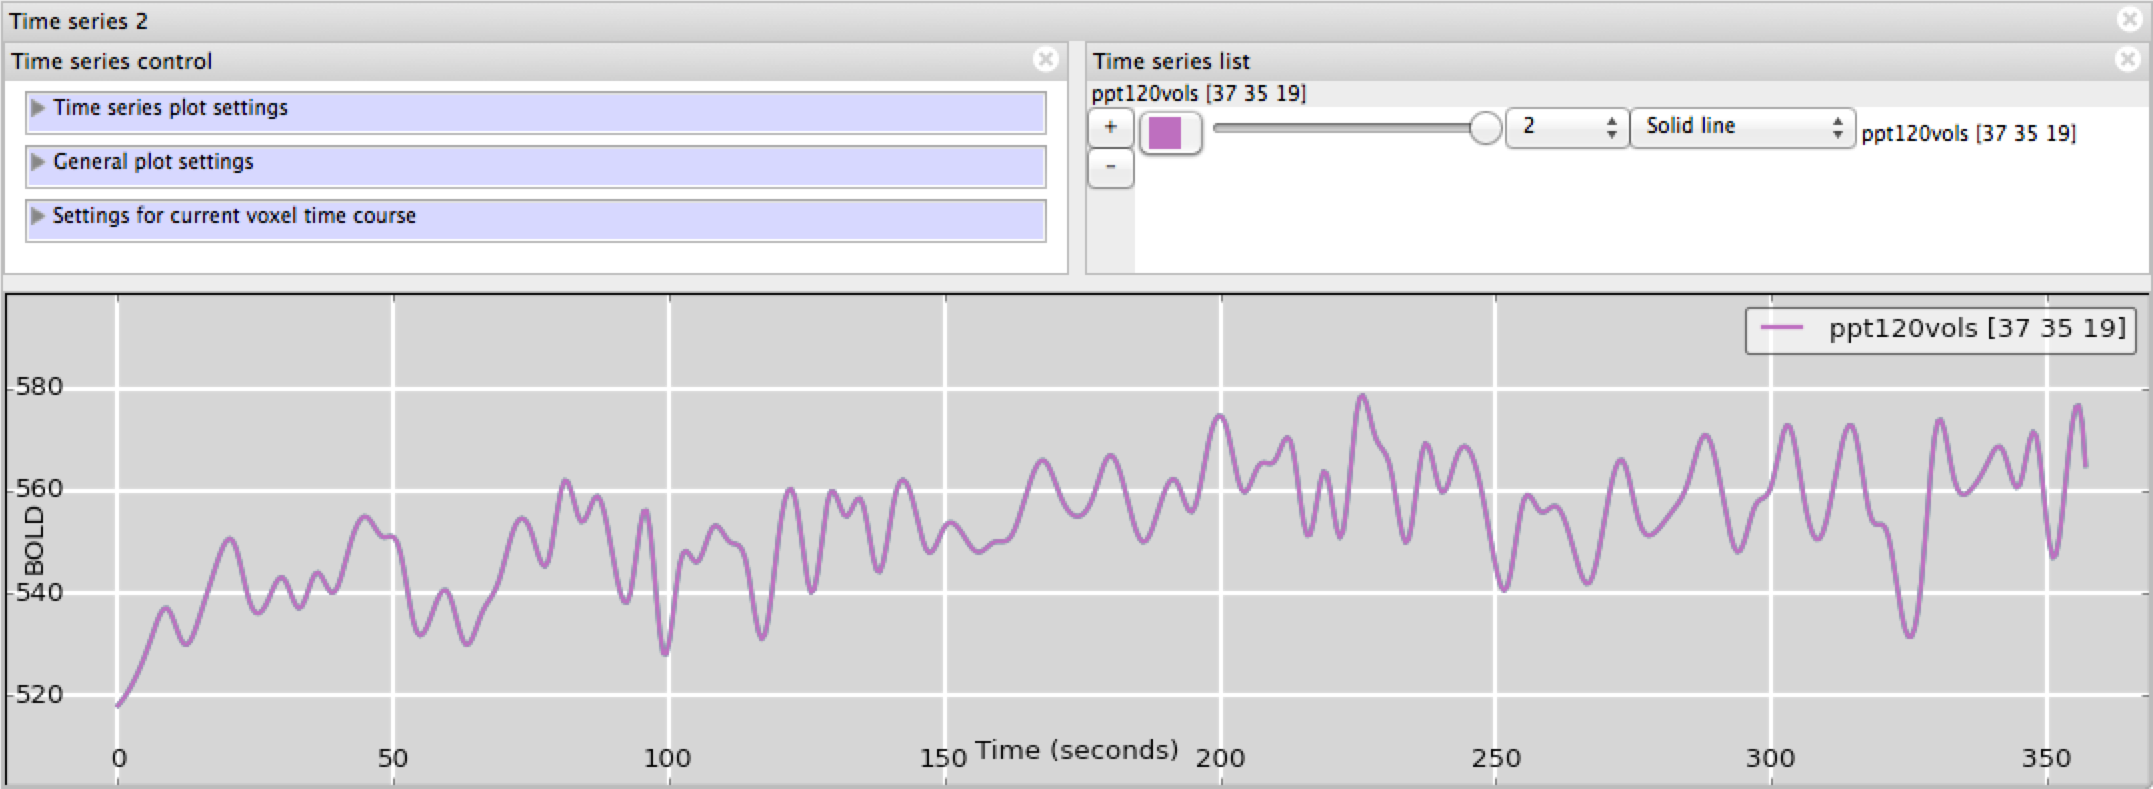 Time series 2
Time series control
Time series plot settings
General plot settings
Settings for current voxel time course
Time series list
ppt120vols [37 35 19]
+
-
2
Solid line
ppt120vols [37 35 19]
ppt120vols [37 35 19]
580
560
540
520
BOLD
0
50
100
150
Time (seconds)
200
250
300
350